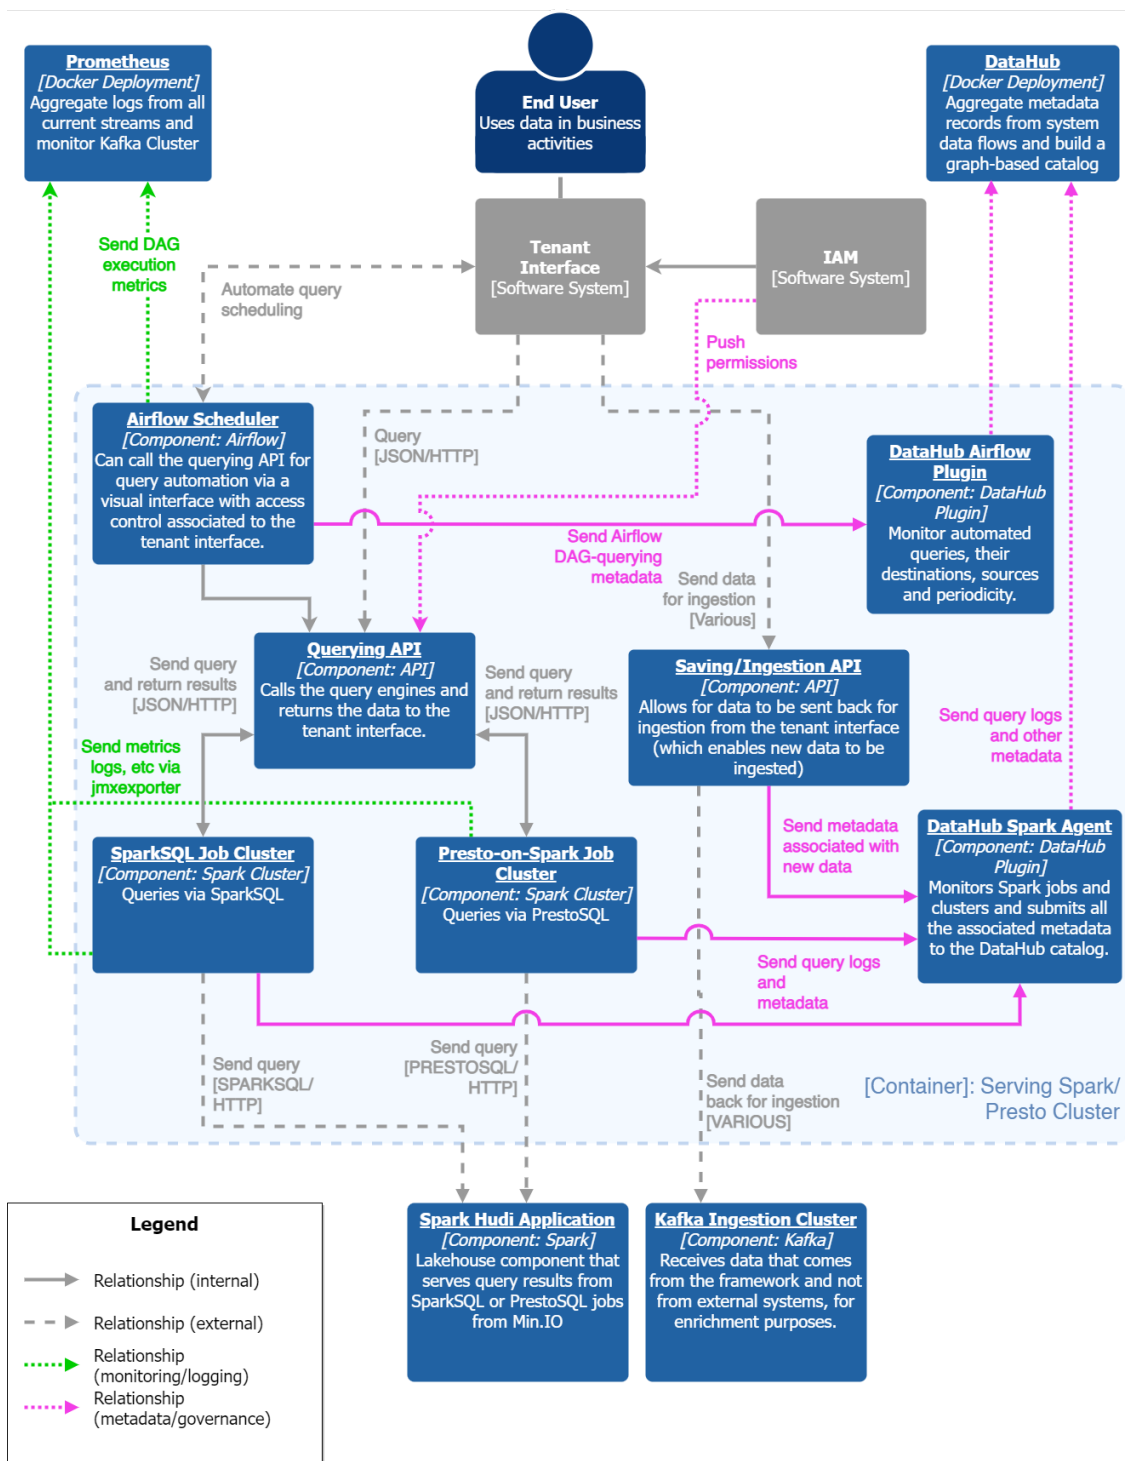 Prometheus
[Docker Deployment]
Aggregate logs from all
current streams and
monitor Kafka Cluster
End User
Uses data in business
activities
DataHub
[Docker Deployment]
Aggregate metadata
records from system
data flows and build a
graph-based catalog
Tenant
Interface
[Software System]
IAM
[Software System]
Send DAG
execution
metrics
Automate query
scheduling
Push
permissions
Airflow Scheduler
[Component: Airflow]
Can call the querying API for
query automation via a
visual interface with access
control associated to the
tenant interface.
Query
[JSON/HTTP]
DataHub Airflow
Plugin
[Component: DataHub
Plugin]
Monitor automated
queries, their
destinations, sources
and periodicity.
Send Airflow
DAG-querying
metadata
Send data
for ingestion
[Various]
Querying API
[Component: API]
Calls the query engines and
returns the data to the
tenant interface.
Send query
and return results
[JSON/HTTP]
Send query
and return results
[JSON/HTTP]
Saving/Ingestion API
[Component: API]
Allows for data to be sent back for
ingestion from the tenant interface
(which enables new data to be
ingested)
Send query logs
and other
metadata
Send metrics
logs, etc via
jmxexporter
SparkSQL Job Cluster
[Component: Spark Cluster]
Queries via SparkSQL
Presto-on-Spark Job
Cluster
[Component: Spark Cluster]
Queries via PrestoSQL
Send metadata
associated with
new data
DataHub Spark Agent
[Component: DataHub
Plugin]
Monitors Spark jobs and
clusters and submits all
the associated metadata
to the DataHub catalog.
Send query logs
and
metadata
Send query
[SPARKSQL/
HTTP]
Send query
[PRESTOSQL/
HTTP]
Send data
back for ingestion
[VARIOUS]
[Container]: Serving Spark/
Presto Cluster
Spark Hudi Application
[Component: Spark]
Lakehouse component that
serves query results from
SparkSQL or PrestoSQL jobs
from Min.IO
Kafka Ingestion Cluster
[Component: Kafka]
Receives data that comes
from the framework and not
from external systems, for
enrichment purposes.
Legend
Relationship (internal)
Relationship (external)
Relationship
(monitoring/logging)
Relationship
(metadata/governance)